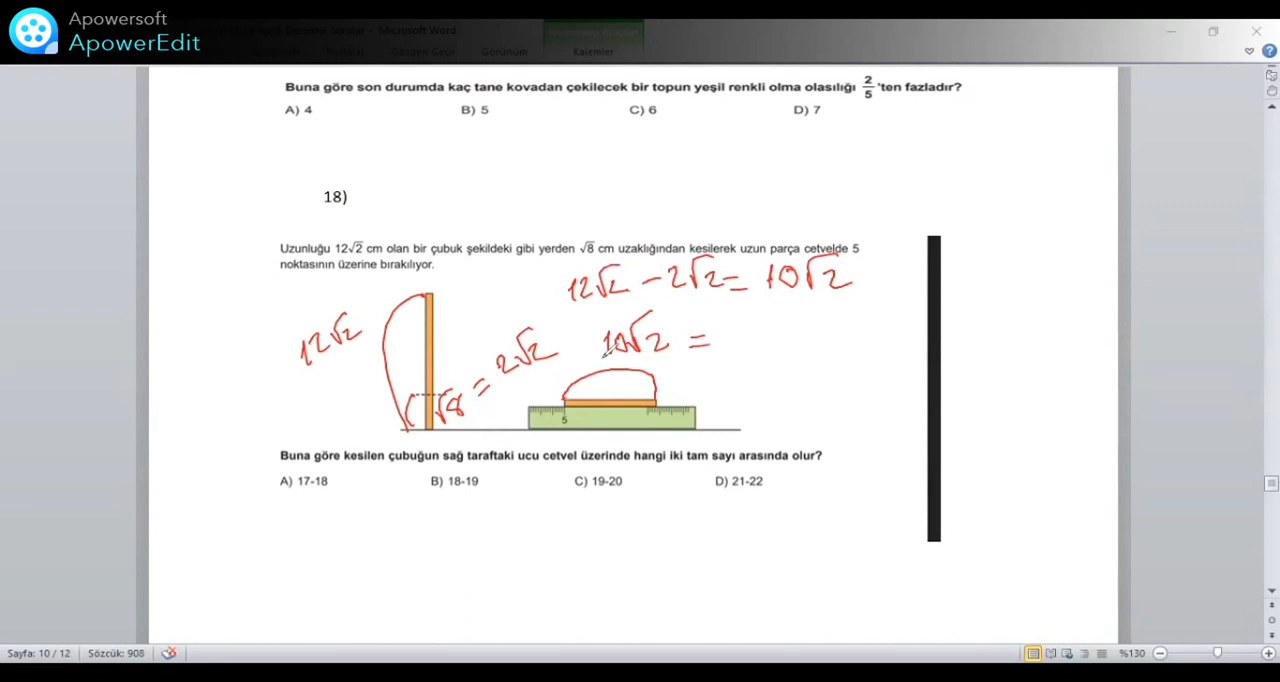 Apowersoft
ApowerEdit
Microsoft Word
Görünüm
Kalemler
Buna göre son durumda kaç tane kovadan çekilecek bir topun yeşil renkli olma olasılığı 2/5 'ten fazladır?
A) 4 B) 5 C) 6 D) 7
18)
Uzunluğu 12√2 cm olan bir çubuk şekildeki gibi yerden √8 cm uzaklığından kesilerek uzun parça cetvelde 5
noktasının üzerine bırakılıyor.
12√2 - 2√2 = 10√2
12√2
√8 = 2√2
10√2 =
5
Buna göre kesilen çubuğun sağ taraftaki ucu cetvel üzerinde hangi iki tam sayı arasında olur?
A) 17-18 B) 18-19 C) 19-20 D) 21-22
Sayfa: 10 / 12 Sözcük: 908 %130